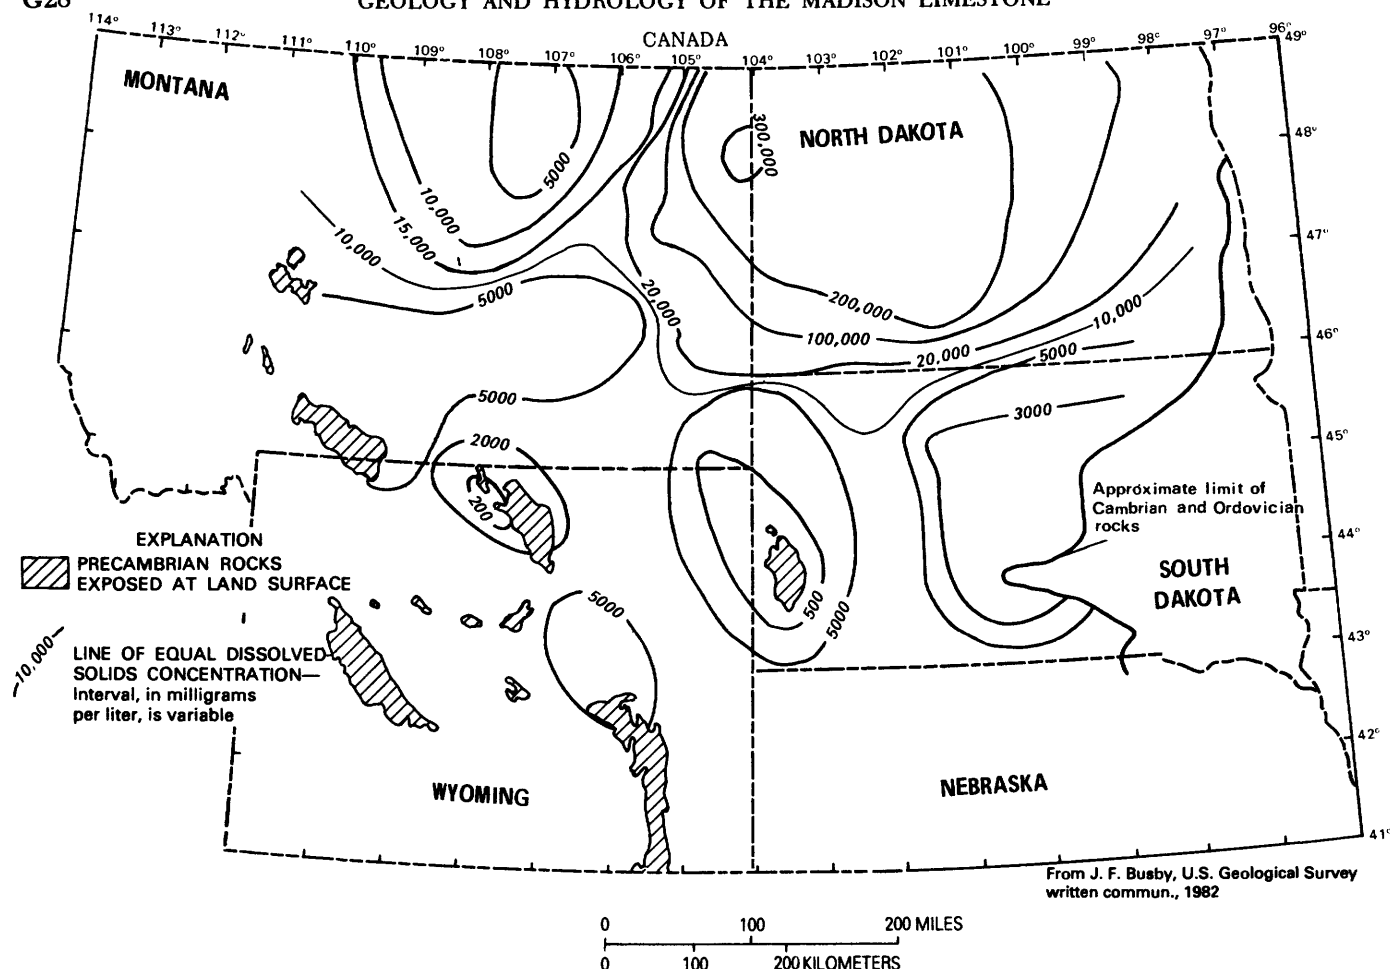 G28
GEOLOGY AND HYDROLOGY OF THE MADISON LIMESTONE
CANADA
114°
113°
112°
111°
110°
109°
108°
107°
106°
105°
104°
103°
102°
101°
100°
99°
98°
97°
96°
49°
48°
47°
46°
45°
44°
43°
42°
41°
MONTANA
NORTH DAKOTA
300,000
5000
10,000
15,000
10,000
5000
20,000
200,000
100,000
20,000
10,000
5000
3000
5000
2000
200
500
5000
5000
Approximate limit of
Cambrian and Ordovician
rocks
SOUTH
DAKOTA
EXPLANATION
PRECAMBRIAN ROCKS
EXPOSED AT LAND SURFACE
10,000
LINE OF EQUAL DISSOLVED
SOLIDS CONCENTRATION—
Interval, in milligrams
per liter, is variable
WYOMING
NEBRASKA
From J. F. Busby, U.S. Geological Survey
written commun., 1982
0 100 200 MILES
0 100 200 KILOMETERS